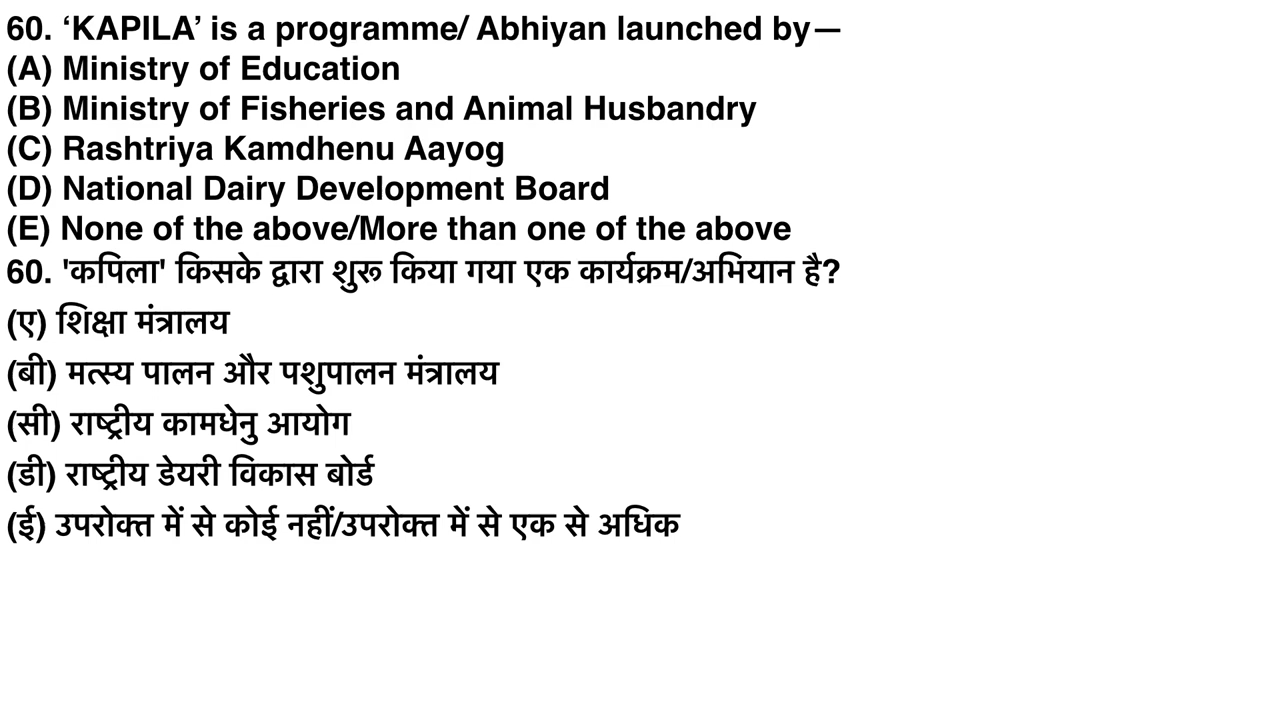 60. ‘KAPILA’ is a programme/ Abhiyan launched by—
(A) Ministry of Education
(B) Ministry of Fisheries and Animal Husbandry
(C) Rashtriya Kamdhenu Aayog
(D) National Dairy Development Board
(E) None of the above/More than one of the above
60. 'कपिला' किसके द्वारा शुरू किया गया एक कार्यक्रम/अभियान है?
(ए) शिक्षा मंत्रालय
(बी) मत्स्य पालन और पशुपालन मंत्रालय
(सी) राष्ट्रीय कामधेनु आयोग
(डी) राष्ट्रीय डेयरी विकास बोर्ड
(ई) उपरोक्त में से कोई नहीं/उपरोक्त में से एक से अधिक